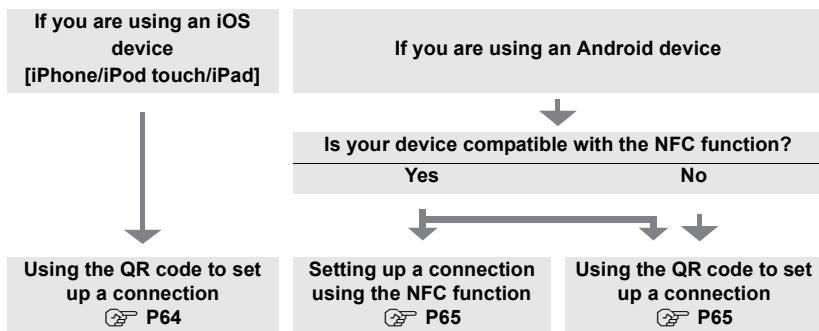 If you are using an iOS
device
[iPhone/iPod touch/iPad]
If you are using an Android device
Is your device compatible with the NFC function?
Yes
No
Using the QR code to set
up a connection
P64
Setting up a connection
using the NFC function
P65
Using the QR code to set
up a connection
P65